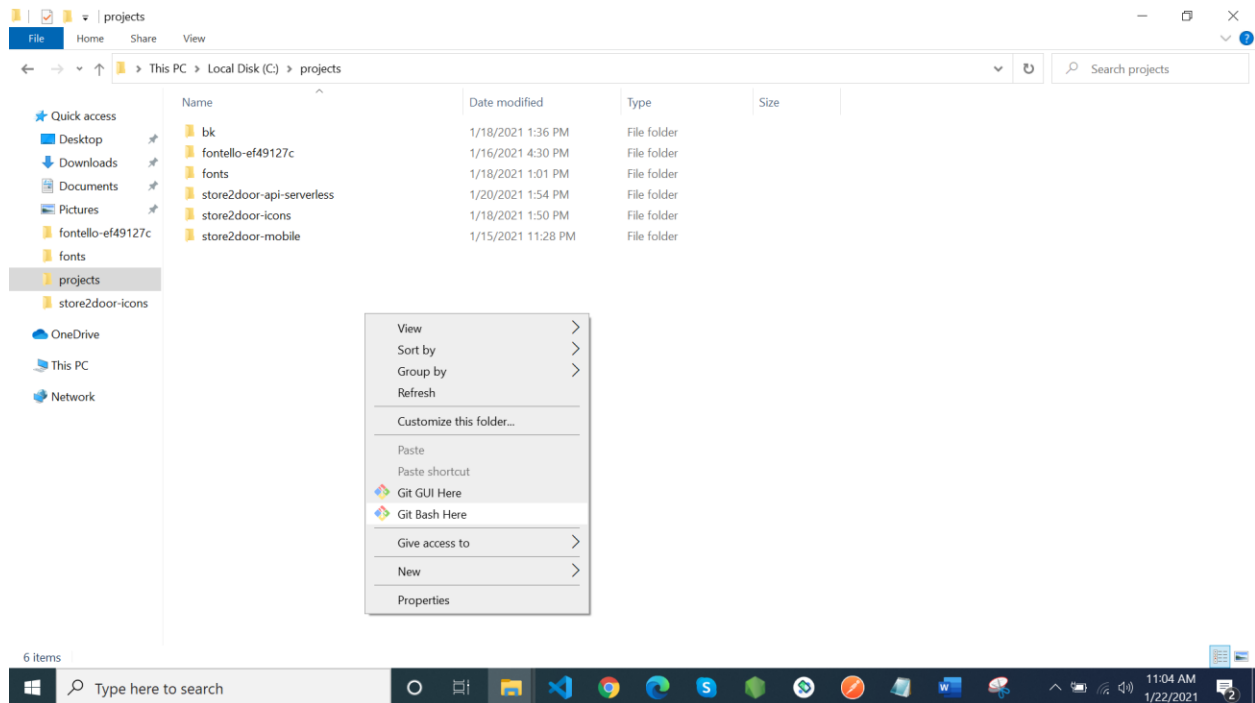 projects
File Home Share View
This PC > Local Disk (C:) > projects
Search projects
Name Date modified Type Size
Quick access
Desktop
Downloads
Documents
Pictures
fontello-ef49127c
fonts
projects
store2door-icons
OneDrive
This PC
Network
bk 1/18/2021 1:36 PM File folder
fontello-ef49127c 1/16/2021 4:30 PM File folder
fonts 1/18/2021 1:01 PM File folder
store2door-api-serverless 1/20/2021 1:54 PM File folder
store2door-icons 1/18/2021 1:50 PM File folder
store2door-mobile 1/15/2021 11:28 PM File folder
View
Sort by
Group by
Refresh
Customize this folder...
Paste
Paste shortcut
Git GUI Here
Git Bash Here
Give access to
New
Properties
6 items
Type here to search
11:04 AM
1/22/2021
2